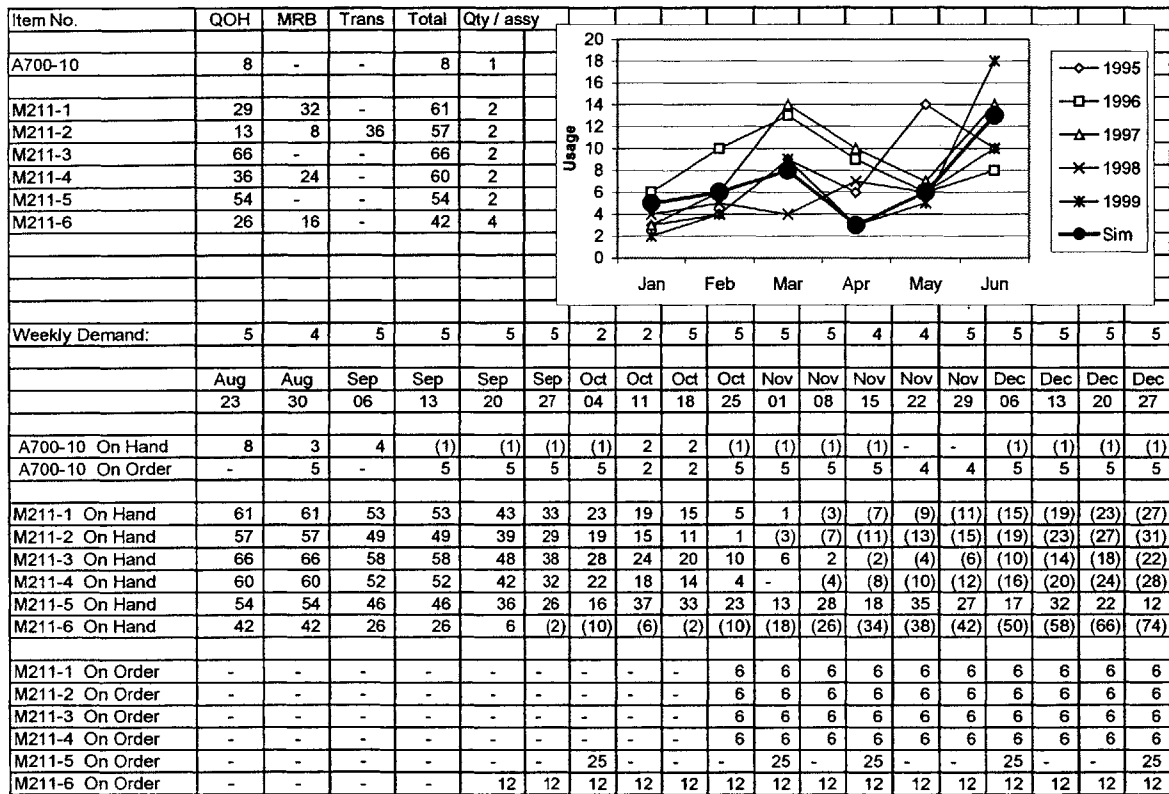 Item No. QOH MRB Trans Total Qty / assy
A700-10 8 - - 8 1
M211-1 29 32 - 61 2
M211-2 13 8 36 57 2
M211-3 66 - - 66 2
M211-4 36 24 - 60 2
M211-5 54 - - 54 2
M211-6 26 16 - 42 4
20
18
16
14
12
10
8
6
4
2
0
Usage
Jan Feb Mar Apr May Jun
1995
1996
1997
1998
1999
Sim
Weekly Demand: 5 4 5 5 5 5 2 2 5 5 5 5 4 4 5 5 5 5 5
Aug Aug Sep Sep Sep Sep Oct Oct Oct Oct Nov Nov Nov Nov Nov Dec Dec Dec Dec
23 30 06 13 20 27 04 11 18 25 01 08 15 22 29 06 13 20 27
A700-10 On Hand 8 3 4 (1) (1) (1) (1) 2 2 (1) (1) (1) (1) - - (1) (1) (1) (1)
A700-10 On Order - 5 - 5 5 5 5 2 2 5 5 5 5 4 4 5 5 5 5
M211-1 On Hand 61 61 53 53 43 33 23 19 15 5 1 (3) (7) (9) (11) (15) (19) (23) (27)
M211-2 On Hand 57 57 49 49 39 29 19 15 11 1 (3) (7) (11) (13) (15) (19) (23) (27) (31)
M211-3 On Hand 66 66 58 58 48 38 28 24 20 10 6 2 (2) (4) (6) (10) (14) (18) (22)
M211-4 On Hand 60 60 52 52 42 32 22 18 14 4 - (4) (8) (10) (12) (16) (20) (24) (28)
M211-5 On Hand 54 54 46 46 36 26 16 37 33 23 13 28 18 35 27 17 32 22 12
M211-6 On Hand 42 42 26 26 6 (2) (10) (6) (2) (10) (18) (26) (34) (38) (42) (50) (58) (66) (74)
M211-1 On Order - - - - - - - - - 6 6 6 6 6 6 6 6 6 6
M211-2 On Order - - - - - - - - - 6 6 6 6 6 6 6 6 6 6
M211-3 On Order - - - - - - - - - 6 6 6 6 6 6 6 6 6 6
M211-4 On Order - - - - - - - - - 6 6 6 6 6 6 6 6 6 6
M211-5 On Order - - - - - - 25 - - - 25 - 25 - - 25 - - 25
M211-6 On Order - - - - 12 12 12 12 12 12 12 12 12 12 12 12 12 12 12